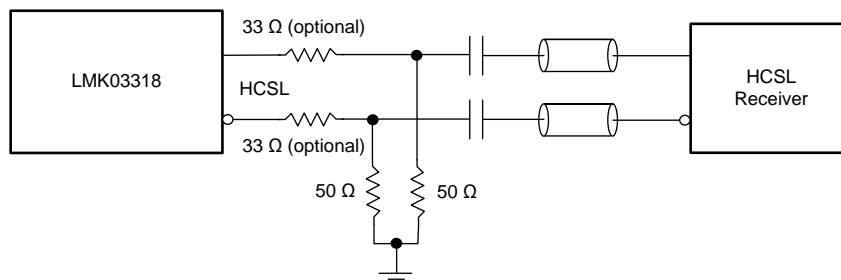 33 Ω (optional)
LMK03318
HCSL
HCSL
Receiver
33 Ω (optional)
50 Ω
50 Ω